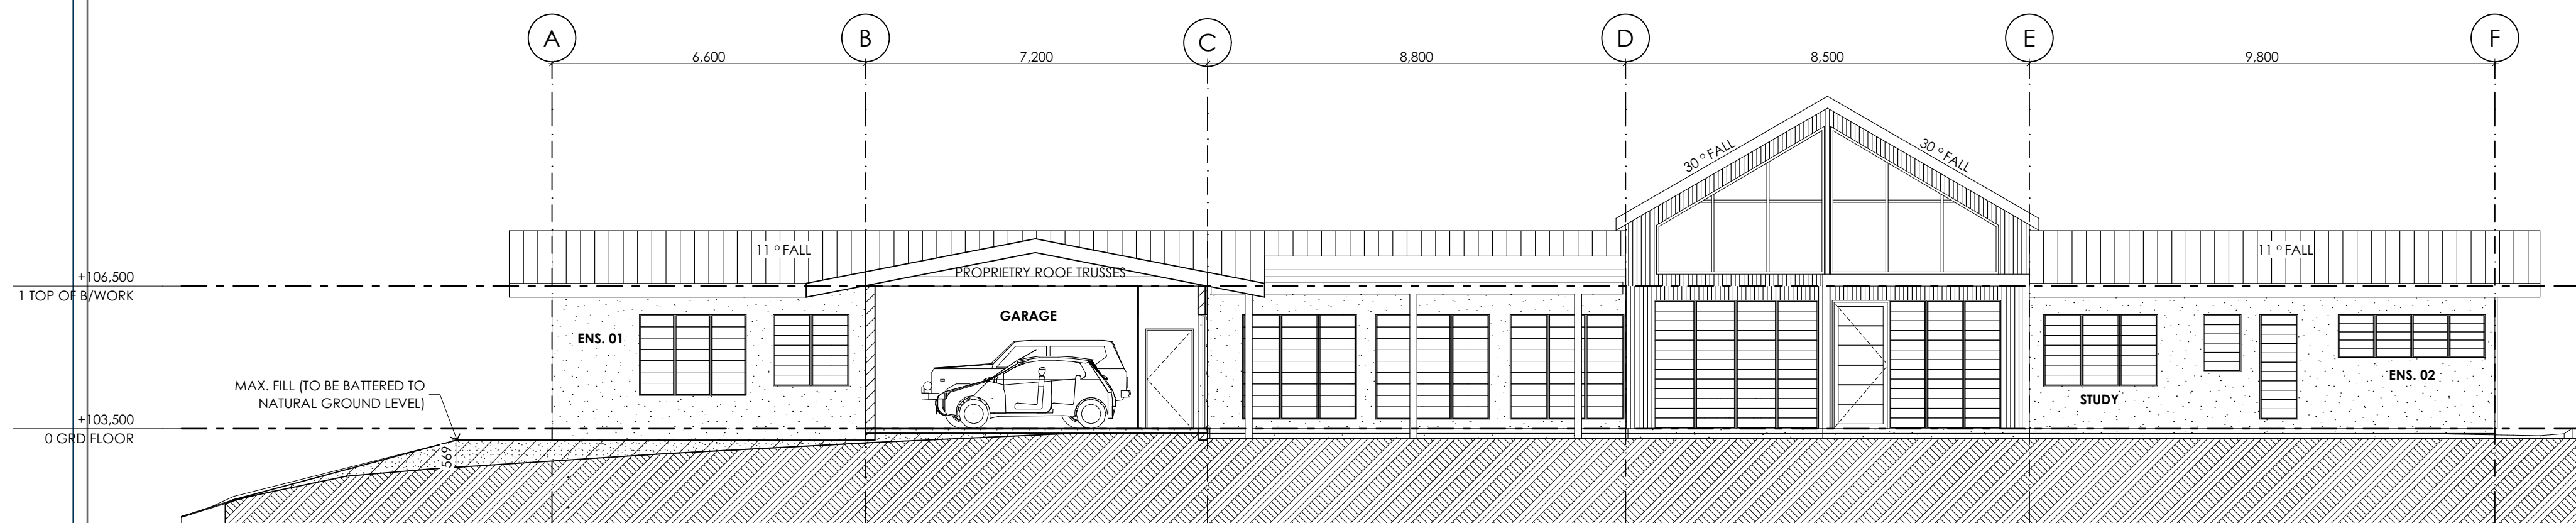 A
B
C
D
E
F
6,600
7,200
8,800
8,500
9,800
30 ° FALL
30 ° FALL
11 ° FALL
11 ° FALL
PROPRIETRY ROOF TRUSSES
+106,500
1 TOP OF B/WORK
GARAGE
ENS. 01
ENS. 02
STUDY
MAX. FILL (TO BE BATTERED TO
NATURAL GROUND LEVEL)
+103,500
0 GRD FLOOR
569